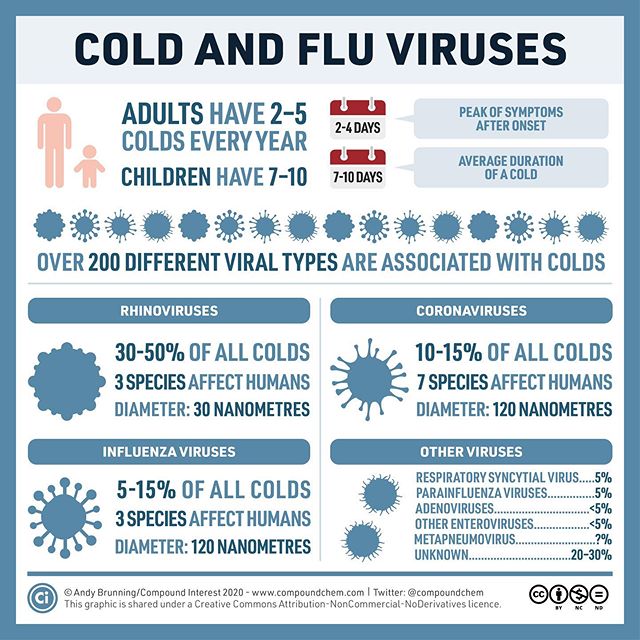 COLD AND FLU VIRUSES
ADULTS HAVE 2–5
COLDS EVERY YEAR
CHILDREN HAVE 7–10
2-4 DAYS
PEAK OF SYMPTOMS
AFTER ONSET
7-10 DAYS
AVERAGE DURATION
OF A COLD
OVER 200 DIFFERENT VIRAL TYPES ARE ASSOCIATED WITH COLDS
RHINOVIRUSES
30-50% OF ALL COLDS
3 SPECIES AFFECT HUMANS
DIAMETER: 30 NANOMETRES
CORONAVIRUSES
10-15% OF ALL COLDS
7 SPECIES AFFECT HUMANS
DIAMETER: 120 NANOMETRES
INFLUENZA VIRUSES
5-15% OF ALL COLDS
3 SPECIES AFFECT HUMANS
DIAMETER: 120 NANOMETRES
OTHER VIRUSES
RESPIRATORY SYNCYTIAL VIRUS.....5%
PARAINFLUENZA VIRUSES...............5%
ADENOVIRUSES.........................<5%
OTHER ENTEROVIRUSES................<5%
METAPNEUMOVIRUS.....................?%
UNKNOWN..........................20-30%
Ci
© Andy Brunning/Compound Interest 2020 - www.compoundchem.com | Twitter: @compoundchem
This graphic is shared under a Creative Commons Attribution-NonCommercial-NoDerivatives licence.
cc
BY NC ND